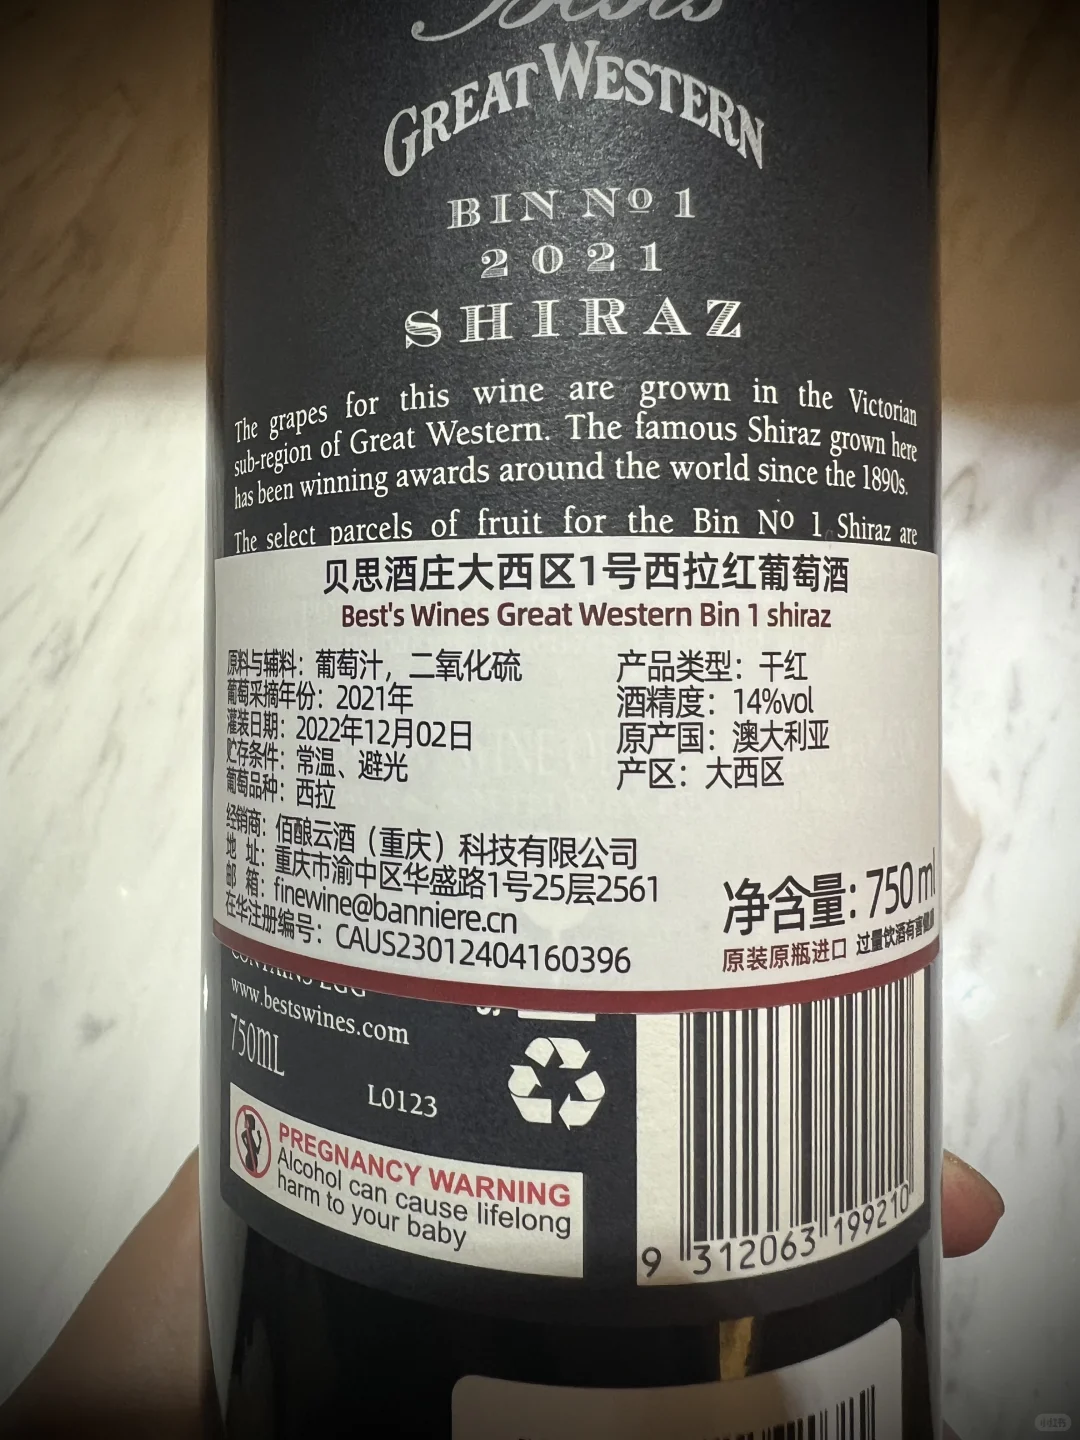 Best's
GREAT WESTERN
BIN Nº 1
2021
SHIRAZ
The grapes for this wine are grown in the Victorian
sub-region of Great Western. The famous Shiraz grown here
has been winning awards around the world since the 1890s.
The select parcels of fruit for the Bin Nº 1 Shiraz are
贝思酒庄大西区1号西拉红葡萄酒
Best's Wines Great Western Bin 1 shiraz
原料与辅料：葡萄汁，二氧化硫
葡萄采摘年份：2021年
灌装日期：2022年12月02日
贮存条件：常温、避光
葡萄品种：西拉
产品类型：干红
酒精度：14%vol
原产国：澳大利亚
产区：大西区
经销商：佰酿云酒（重庆）科技有限公司
地 址：重庆市渝中区华盛路1号25层2561
邮 箱：finewine@banniere.cn
在华注册编号：CAUS23012404160396
净含量：750 ml
原装原瓶进口 过量饮酒有害健康
CONTAINS EGG
www.bestswines.com
750mL
L0123
PREGNANCY WARNING
Alcohol can cause lifelong
harm to your baby
9 312063 199210
小红书